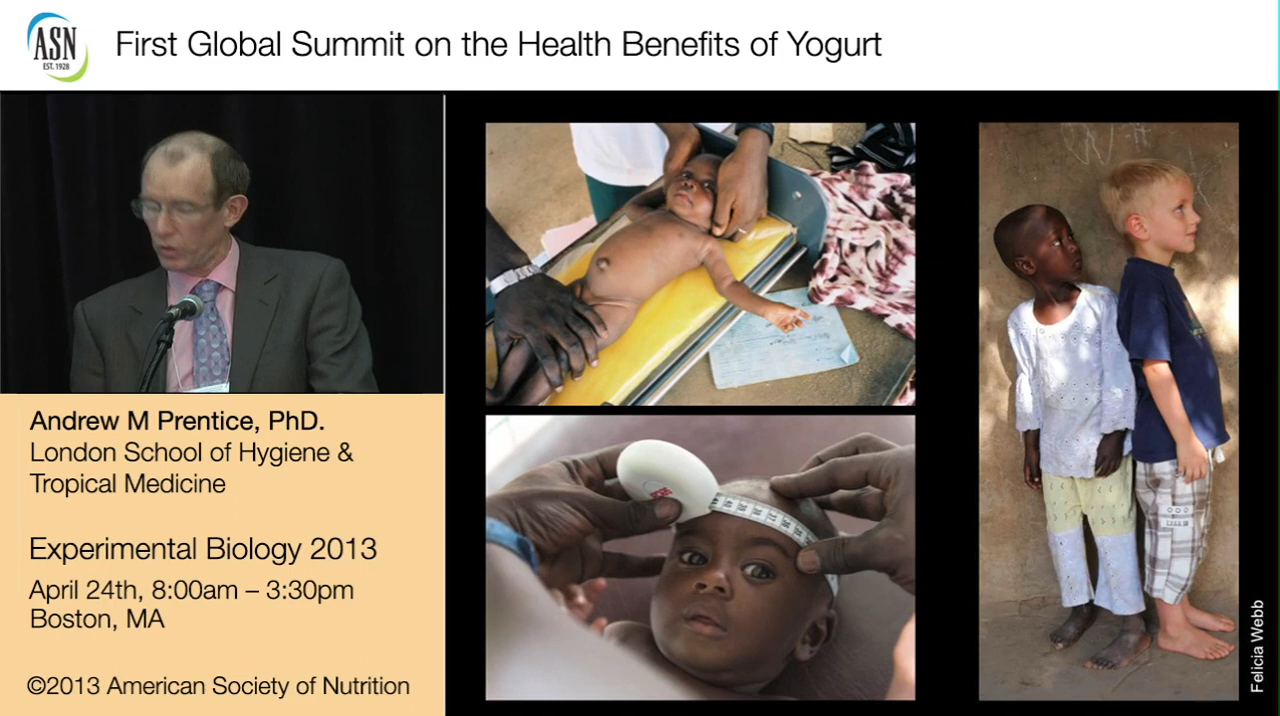 ASN
EST. 1928
First Global Summit on the Health Benefits of Yogurt
Andrew M Prentice, PhD.
London School of Hygiene &
Tropical Medicine
Experimental Biology 2013
April 24th, 8:00am – 3:30pm
Boston, MA
©2013 American Society of Nutrition
Felicia Webb